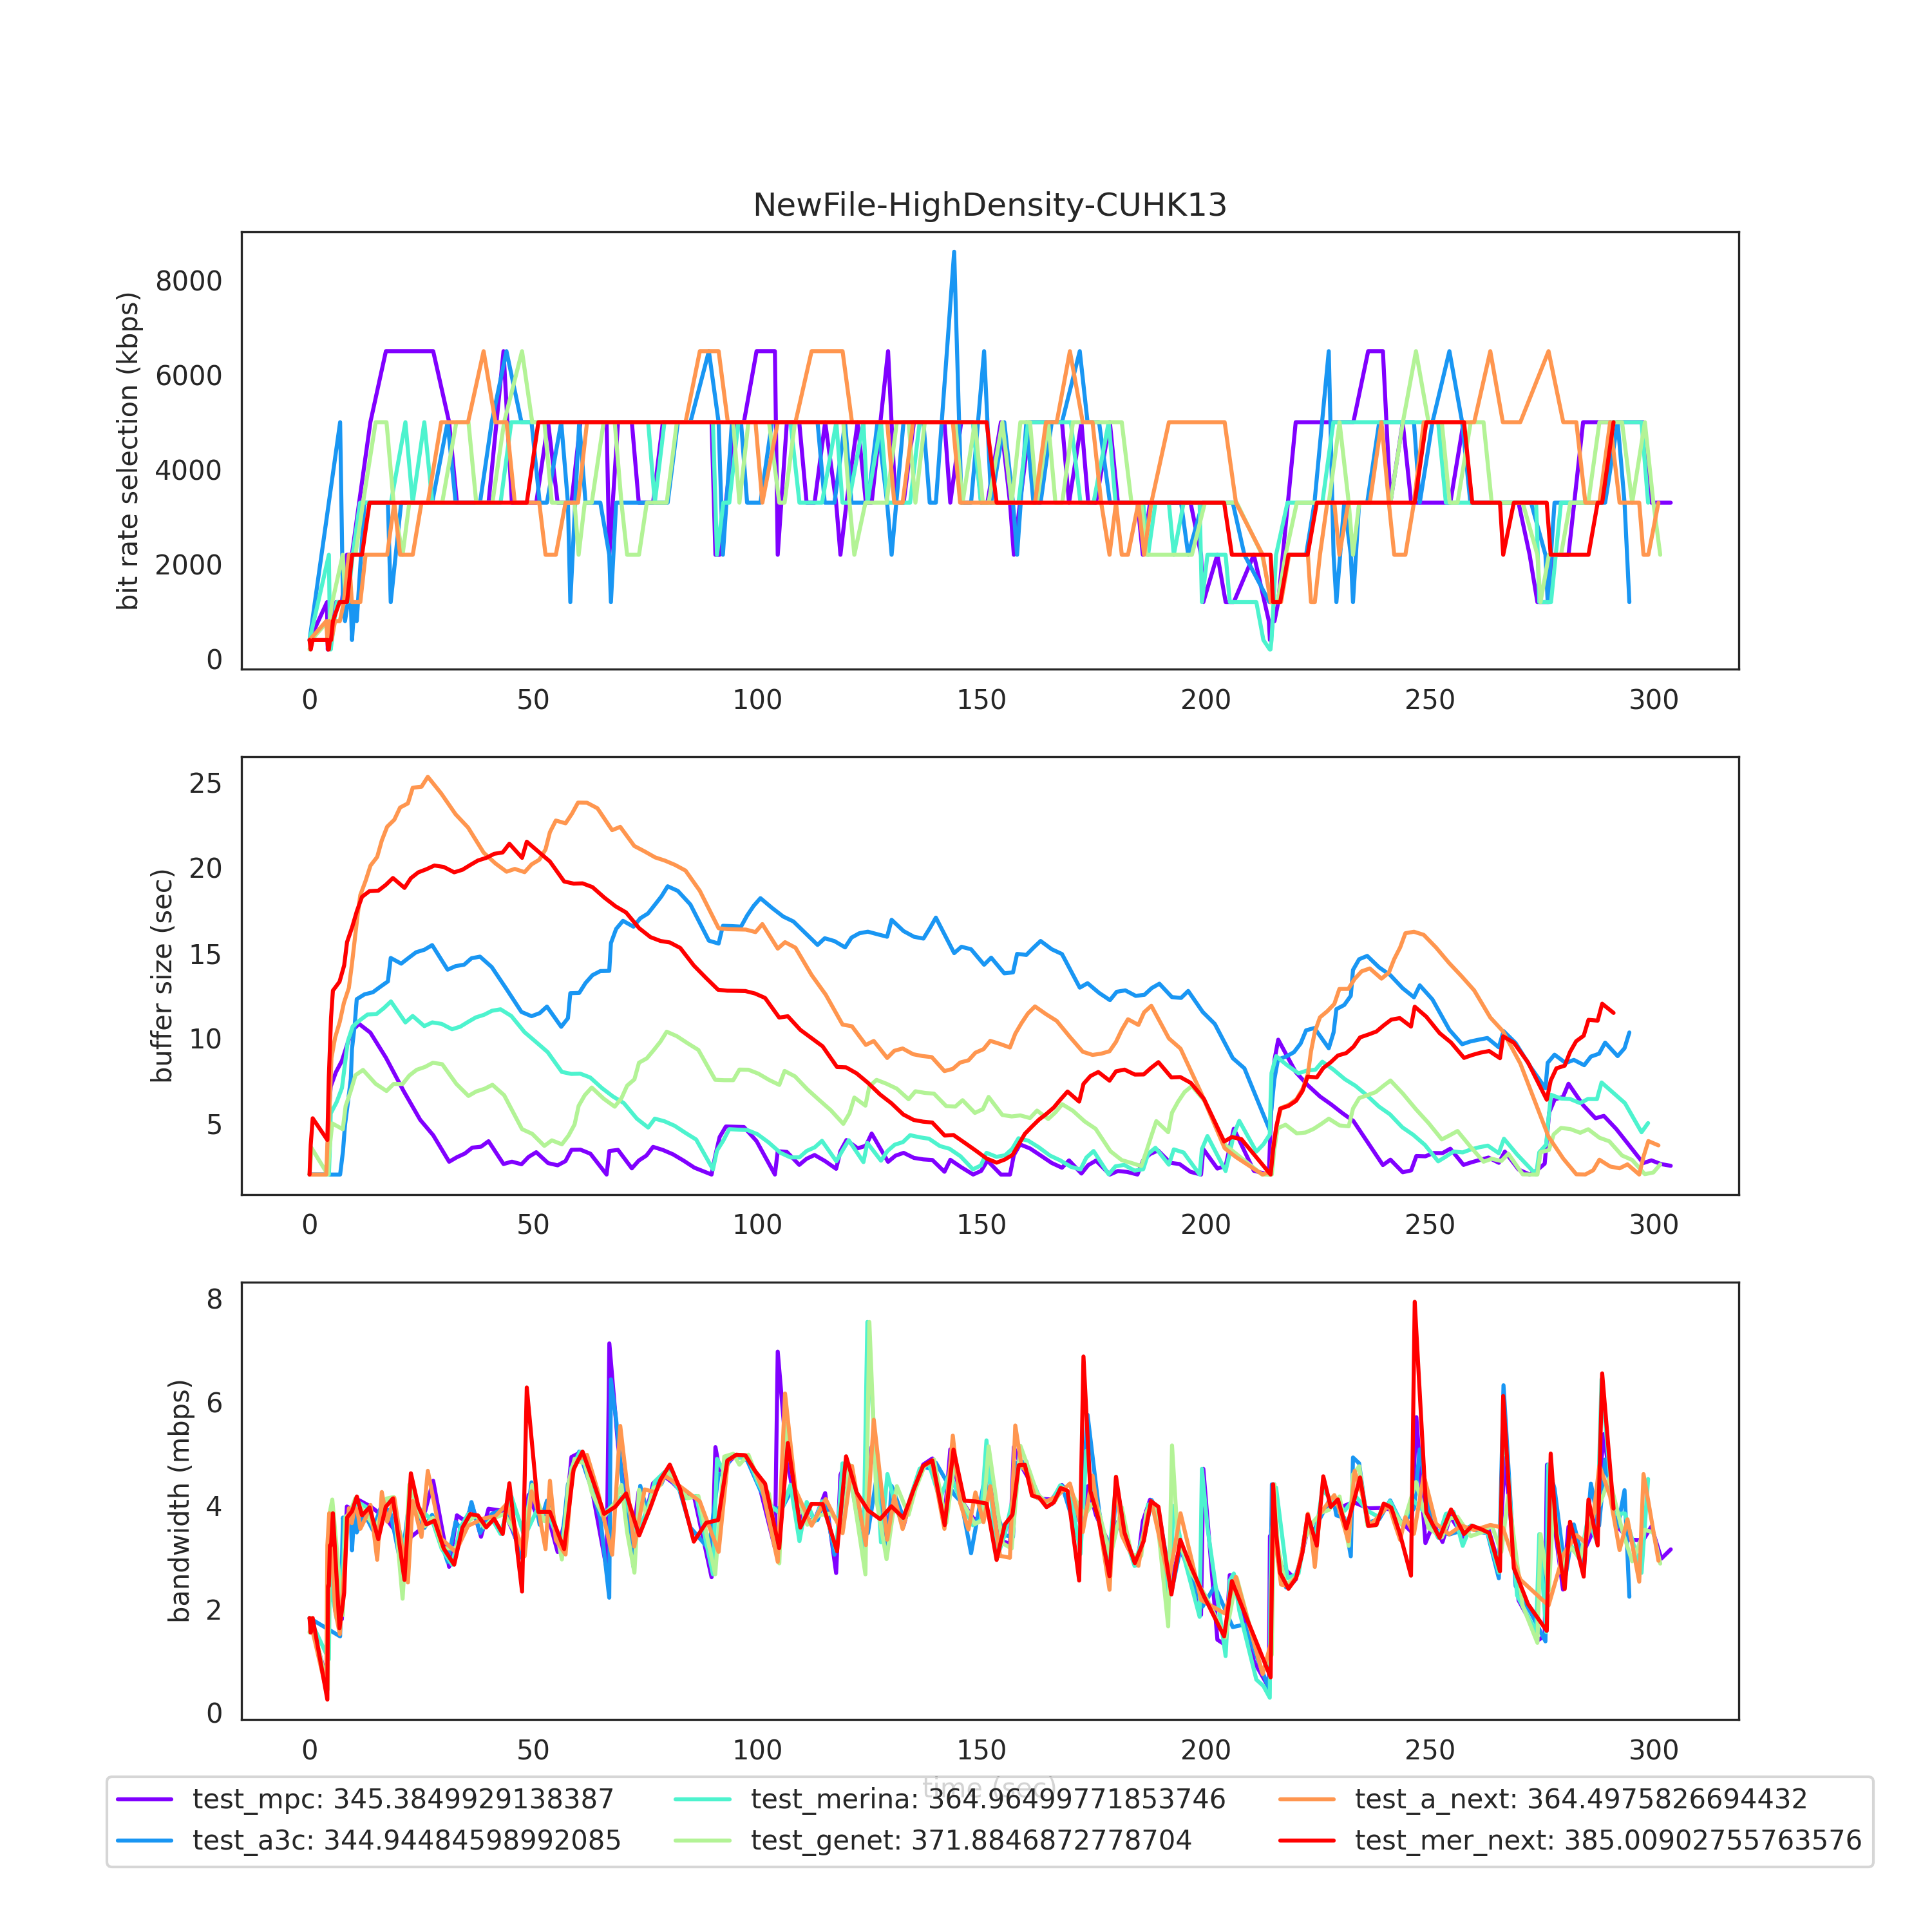 NewFile-HighDensity-CUHK13
bit rate selection (kbps)
8000
6000
4000
2000
0
0 50 100 150 200 250 300
buffer size (sec)
25
20
15
10
5
0 50 100 150 200 250 300
bandwidth (mbps)
8
6
4
2
0
0 50 100 150 200 250 300
time (sec)
test_mpc: 345.3849929138387 test_merina: 364.96499771853746 test_a_next: 364.4975826694432
test_a3c: 344.94484598992085 test_genet: 371.8846872778704 test_mer_next: 385.00902755763576